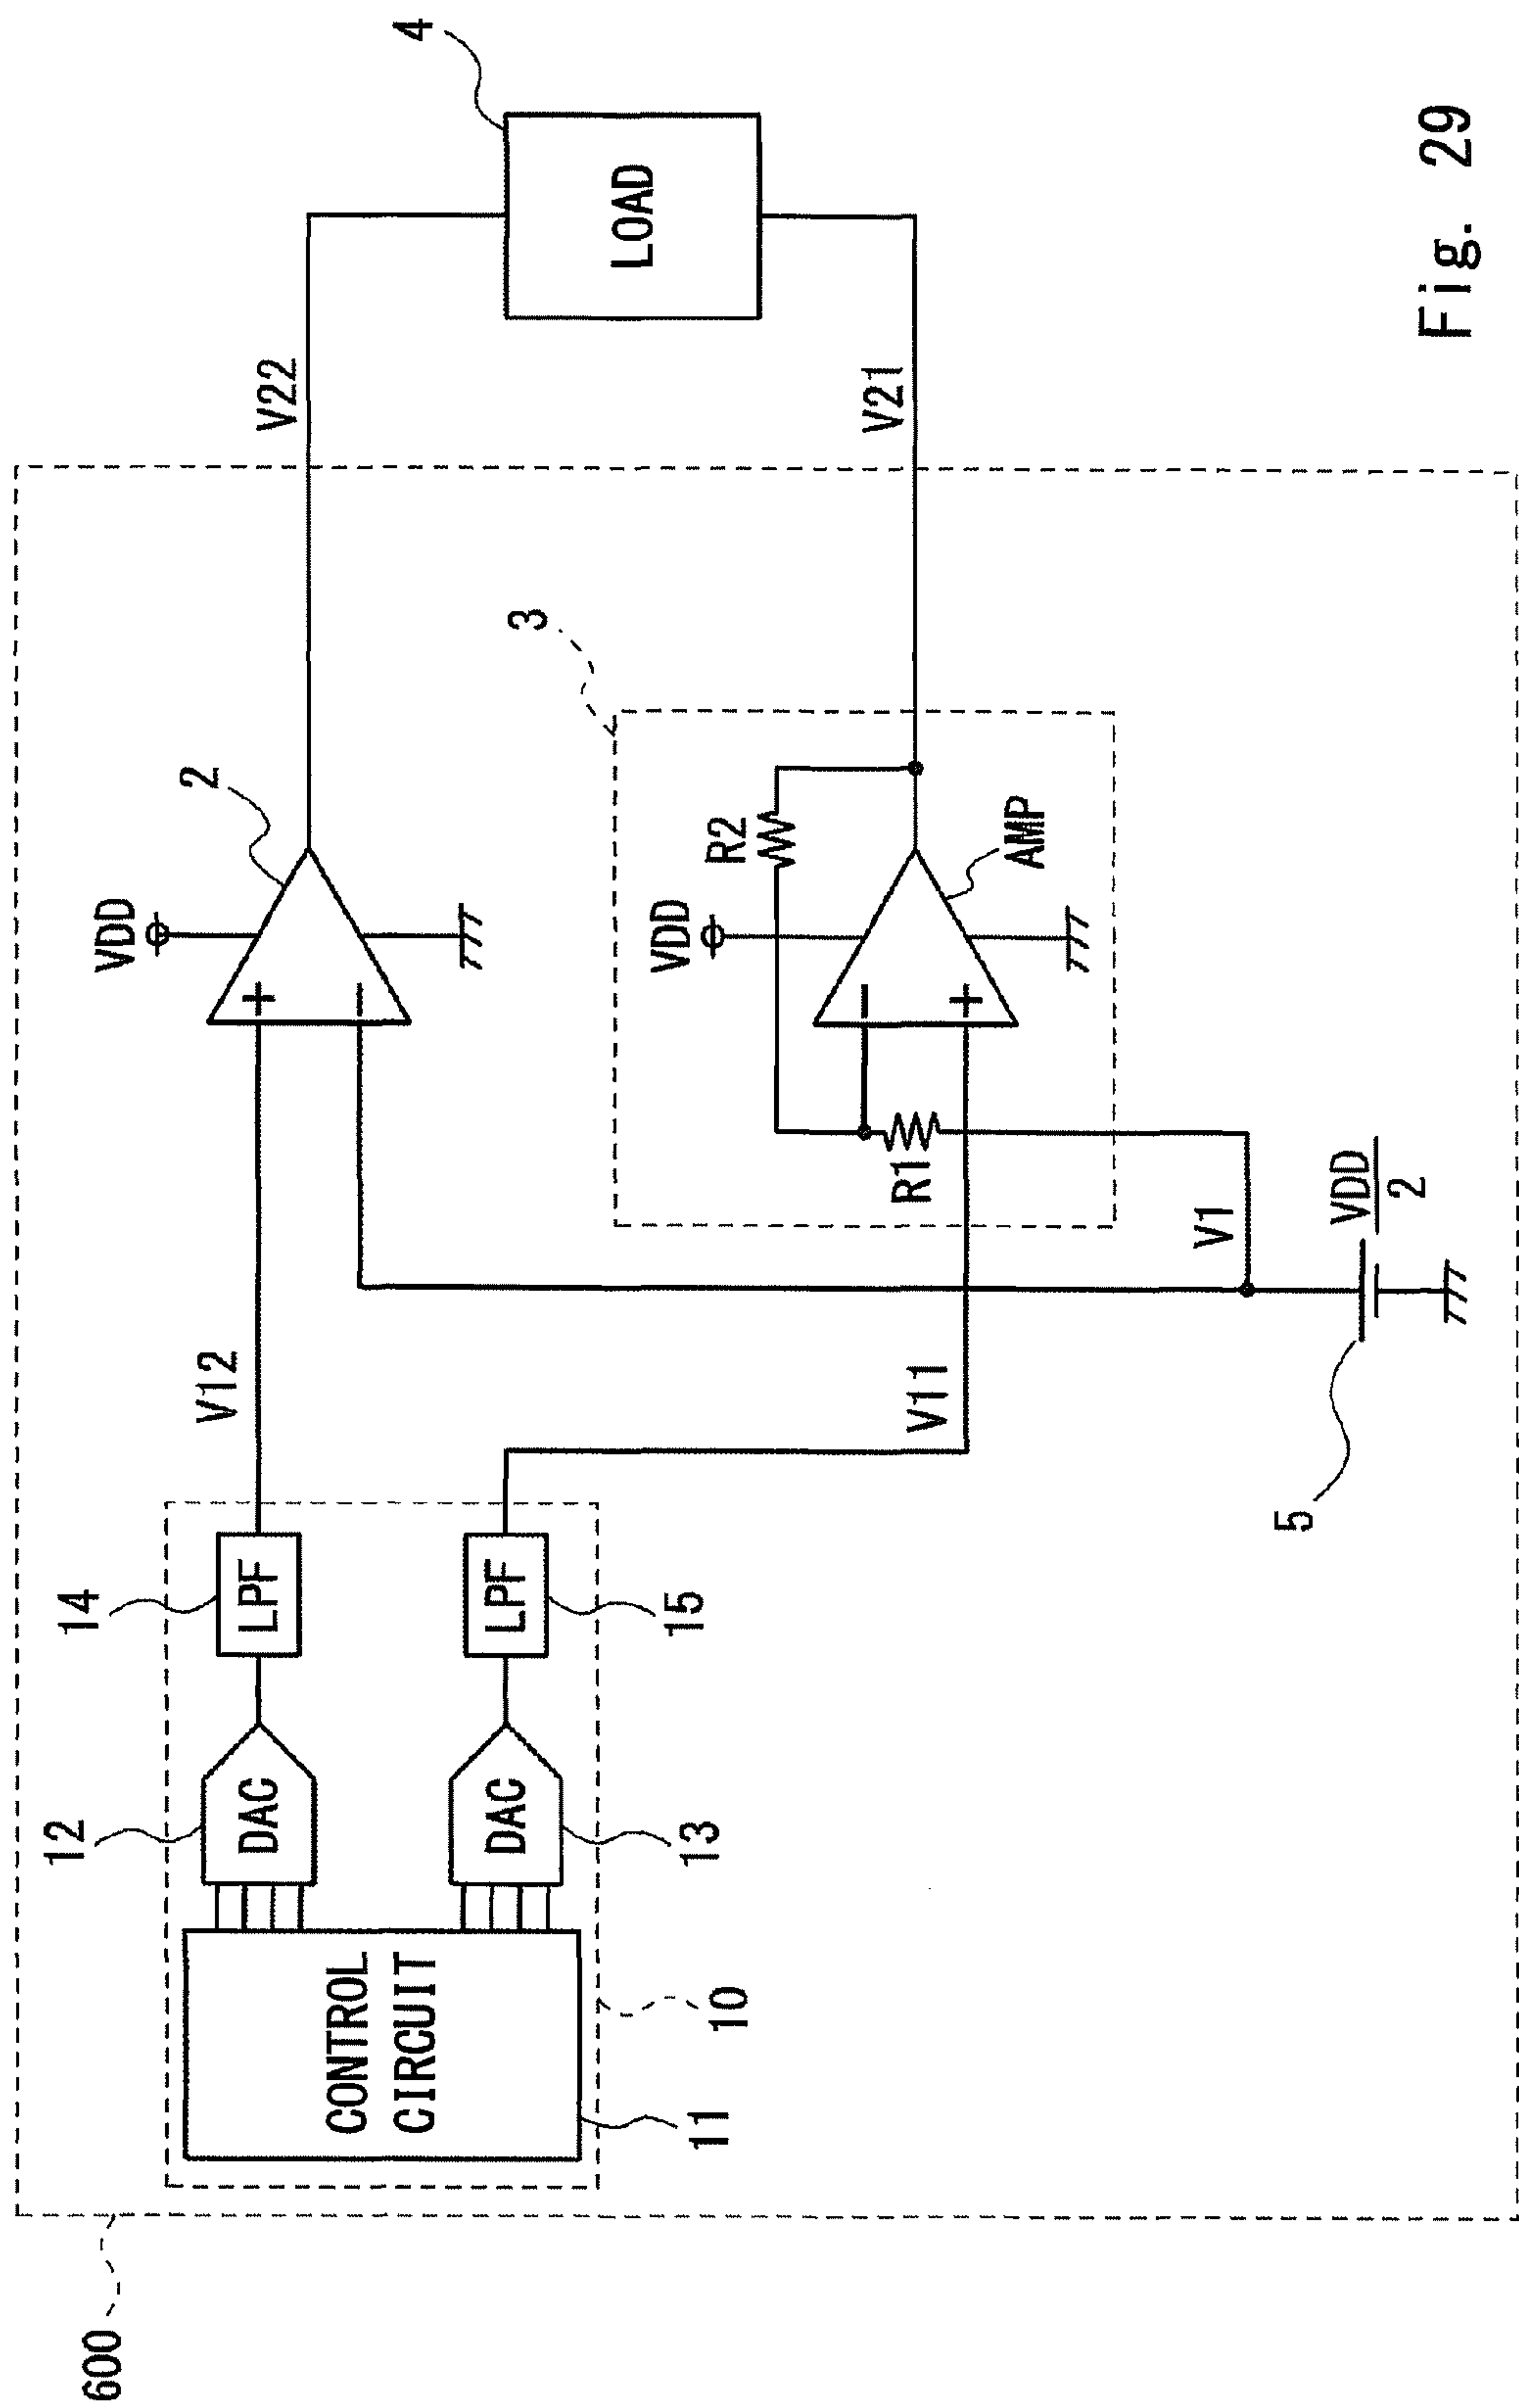 600
12
14
V12
VDD
2
V22
4
CONTROL
CIRCUIT
DAC
LPF
+
−
LOAD
DAC
LPF
3
11
10
13
15
V11
R1
VDD
R2
−
+
AMP
V21
5
V1
VDD
2
Fig. 29